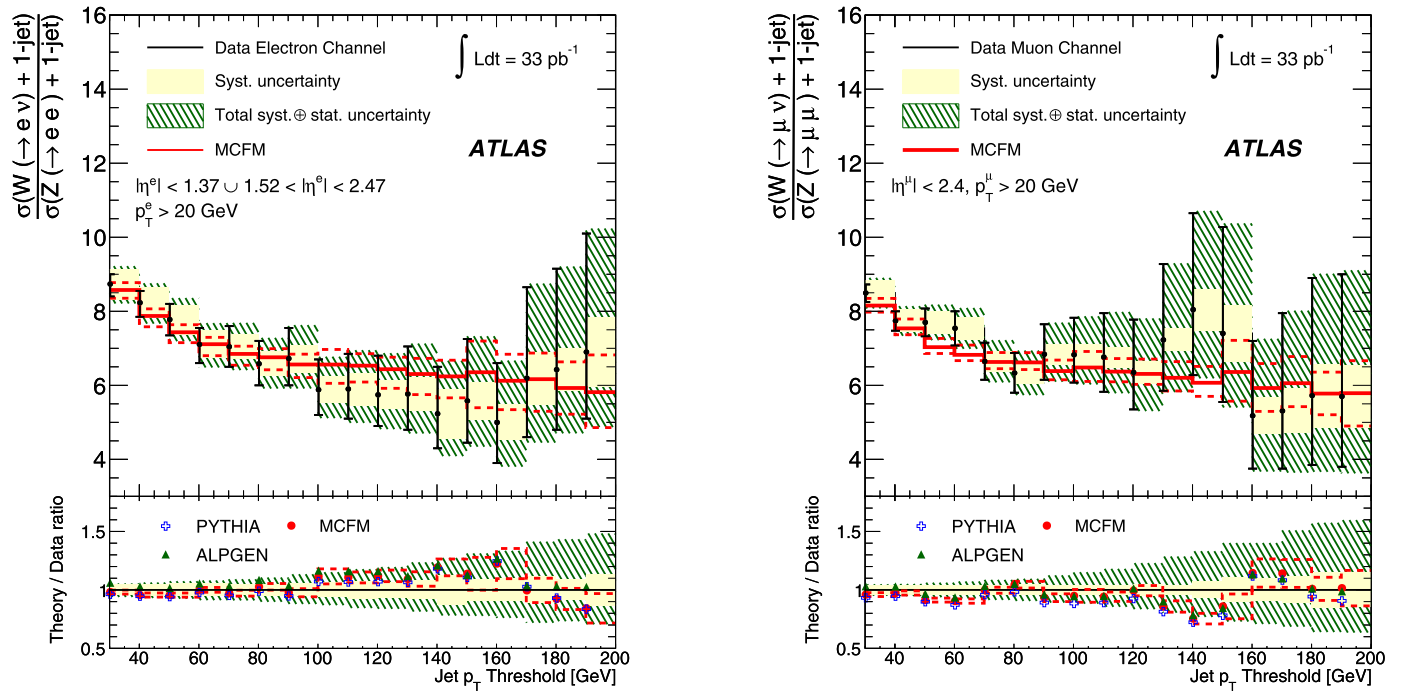 σ(W (→ e ν) + 1-jet)
σ(Z (→ e e ) + 1-jet)
16
14
12
10
8
6
4
Data Electron Channel
Syst. uncertainty
Total syst.⊕ stat. uncertainty
MCFM
∫ Ldt = 33 pb⁻¹
ATLAS
|ηᵉ| < 1.37 ∪ 1.52 < |ηᵉ| < 2.47
p_T^e > 20 GeV
Theory / Data ratio
1.5
1
0.5
PYTHIA
MCFM
ALPGEN
40 60 80 100 120 140 160 180 200
Jet p_T Threshold [GeV]
σ(W (→ μ ν) + 1-jet)
σ(Z (→ μ μ ) + 1-jet)
16
14
12
10
8
6
4
Data Muon Channel
Syst. uncertainty
Total syst.⊕ stat. uncertainty
MCFM
∫ Ldt = 33 pb⁻¹
ATLAS
|η^μ| < 2.4, p_T^μ > 20 GeV
Theory / Data ratio
1.5
1
0.5
PYTHIA
MCFM
ALPGEN
40 60 80 100 120 140 160 180 200
Jet p_T Threshold [GeV]